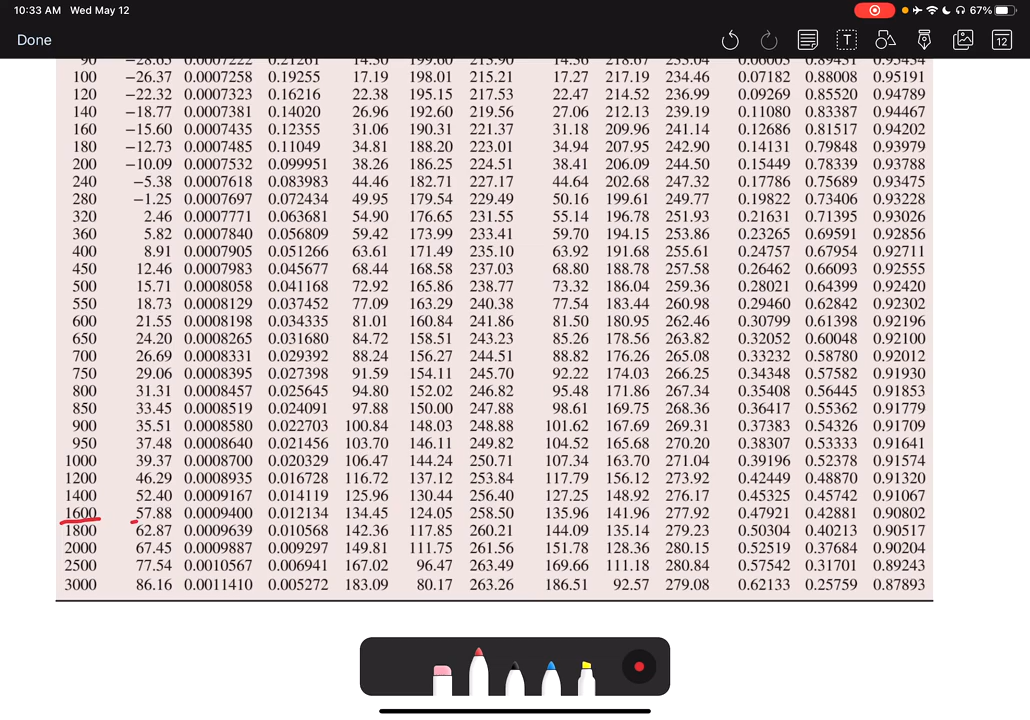 10:33 AM Wed May 12
67%
Done
T
12
100 −26.37 0.0007258 0.19255 17.19 198.01 215.21 17.27 217.19 234.46 0.07182 0.88008 0.95191
120 −22.32 0.0007323 0.16216 22.38 195.15 217.53 22.47 214.52 236.99 0.09269 0.85520 0.94789
140 −18.77 0.0007381 0.14020 26.96 192.60 219.56 27.06 212.13 239.19 0.11080 0.83387 0.94467
160 −15.60 0.0007435 0.12355 31.06 190.31 221.37 31.18 209.96 241.14 0.12686 0.81517 0.94202
180 −12.73 0.0007485 0.11049 34.81 188.20 223.01 34.94 207.95 242.90 0.14131 0.79848 0.93979
200 −10.09 0.0007532 0.099951 38.26 186.25 224.51 38.41 206.09 244.50 0.15449 0.78339 0.93788
240 −5.38 0.0007618 0.083983 44.46 182.71 227.17 44.64 202.68 247.32 0.17786 0.75689 0.93475
280 −1.25 0.0007697 0.072434 49.95 179.54 229.49 50.16 199.61 249.77 0.19822 0.73406 0.93228
320 2.46 0.0007771 0.063681 54.90 176.65 231.55 55.14 196.78 251.93 0.21631 0.71395 0.93026
360 5.82 0.0007840 0.056809 59.42 173.99 233.41 59.70 194.15 253.86 0.23265 0.69591 0.92856
400 8.91 0.0007905 0.051266 63.61 171.49 235.10 63.92 191.68 255.61 0.24757 0.67954 0.92711
450 12.46 0.0007983 0.045677 68.44 168.58 237.03 68.80 188.78 257.58 0.26462 0.66093 0.92555
500 15.71 0.0008058 0.041168 72.92 165.86 238.77 73.32 186.04 259.36 0.28021 0.64399 0.92420
550 18.73 0.0008129 0.037452 77.09 163.29 240.38 77.54 183.44 260.98 0.29460 0.62842 0.92302
600 21.55 0.0008198 0.034335 81.01 160.84 241.86 81.50 180.95 262.46 0.30799 0.61398 0.92196
650 24.20 0.0008265 0.031680 84.72 158.51 243.23 85.26 178.56 263.82 0.32052 0.60048 0.92100
700 26.69 0.0008331 0.029392 88.24 156.27 244.51 88.82 176.26 265.08 0.33232 0.58780 0.92012
750 29.06 0.0008395 0.027398 91.59 154.11 245.70 92.22 174.03 266.25 0.34348 0.57582 0.91930
800 31.31 0.0008457 0.025645 94.80 152.02 246.82 95.48 171.86 267.34 0.35408 0.56445 0.91853
850 33.45 0.0008519 0.024091 97.88 150.00 247.88 98.61 169.75 268.36 0.36417 0.55362 0.91779
900 35.51 0.0008580 0.022703 100.84 148.03 248.88 101.62 167.69 269.31 0.37383 0.54326 0.91709
950 37.48 0.0008640 0.021456 103.70 146.11 249.82 104.52 165.68 270.20 0.38307 0.53333 0.91641
1000 39.37 0.0008700 0.020329 106.47 144.24 250.71 107.34 163.70 271.04 0.39196 0.52378 0.91574
1200 46.29 0.0008935 0.016728 116.72 137.12 253.84 117.79 156.12 273.92 0.42449 0.48870 0.91320
1400 52.40 0.0009167 0.014119 125.96 130.44 256.40 127.25 148.92 276.17 0.45325 0.45742 0.91067
1600 57.88 0.0009400 0.012134 134.45 124.05 258.50 135.96 141.96 277.92 0.47921 0.42881 0.90802
1800 62.87 0.0009639 0.010568 142.36 117.85 260.21 144.09 135.14 279.23 0.50304 0.40213 0.90517
2000 67.45 0.0009887 0.009297 149.81 111.75 261.56 151.78 128.36 280.15 0.52519 0.37684 0.90204
2500 77.54 0.0010567 0.006941 167.02 96.47 263.49 169.66 111.18 280.84 0.57542 0.31701 0.89243
3000 86.16 0.0011410 0.005272 183.09 80.17 263.26 186.51 92.57 279.08 0.62133 0.25759 0.87893